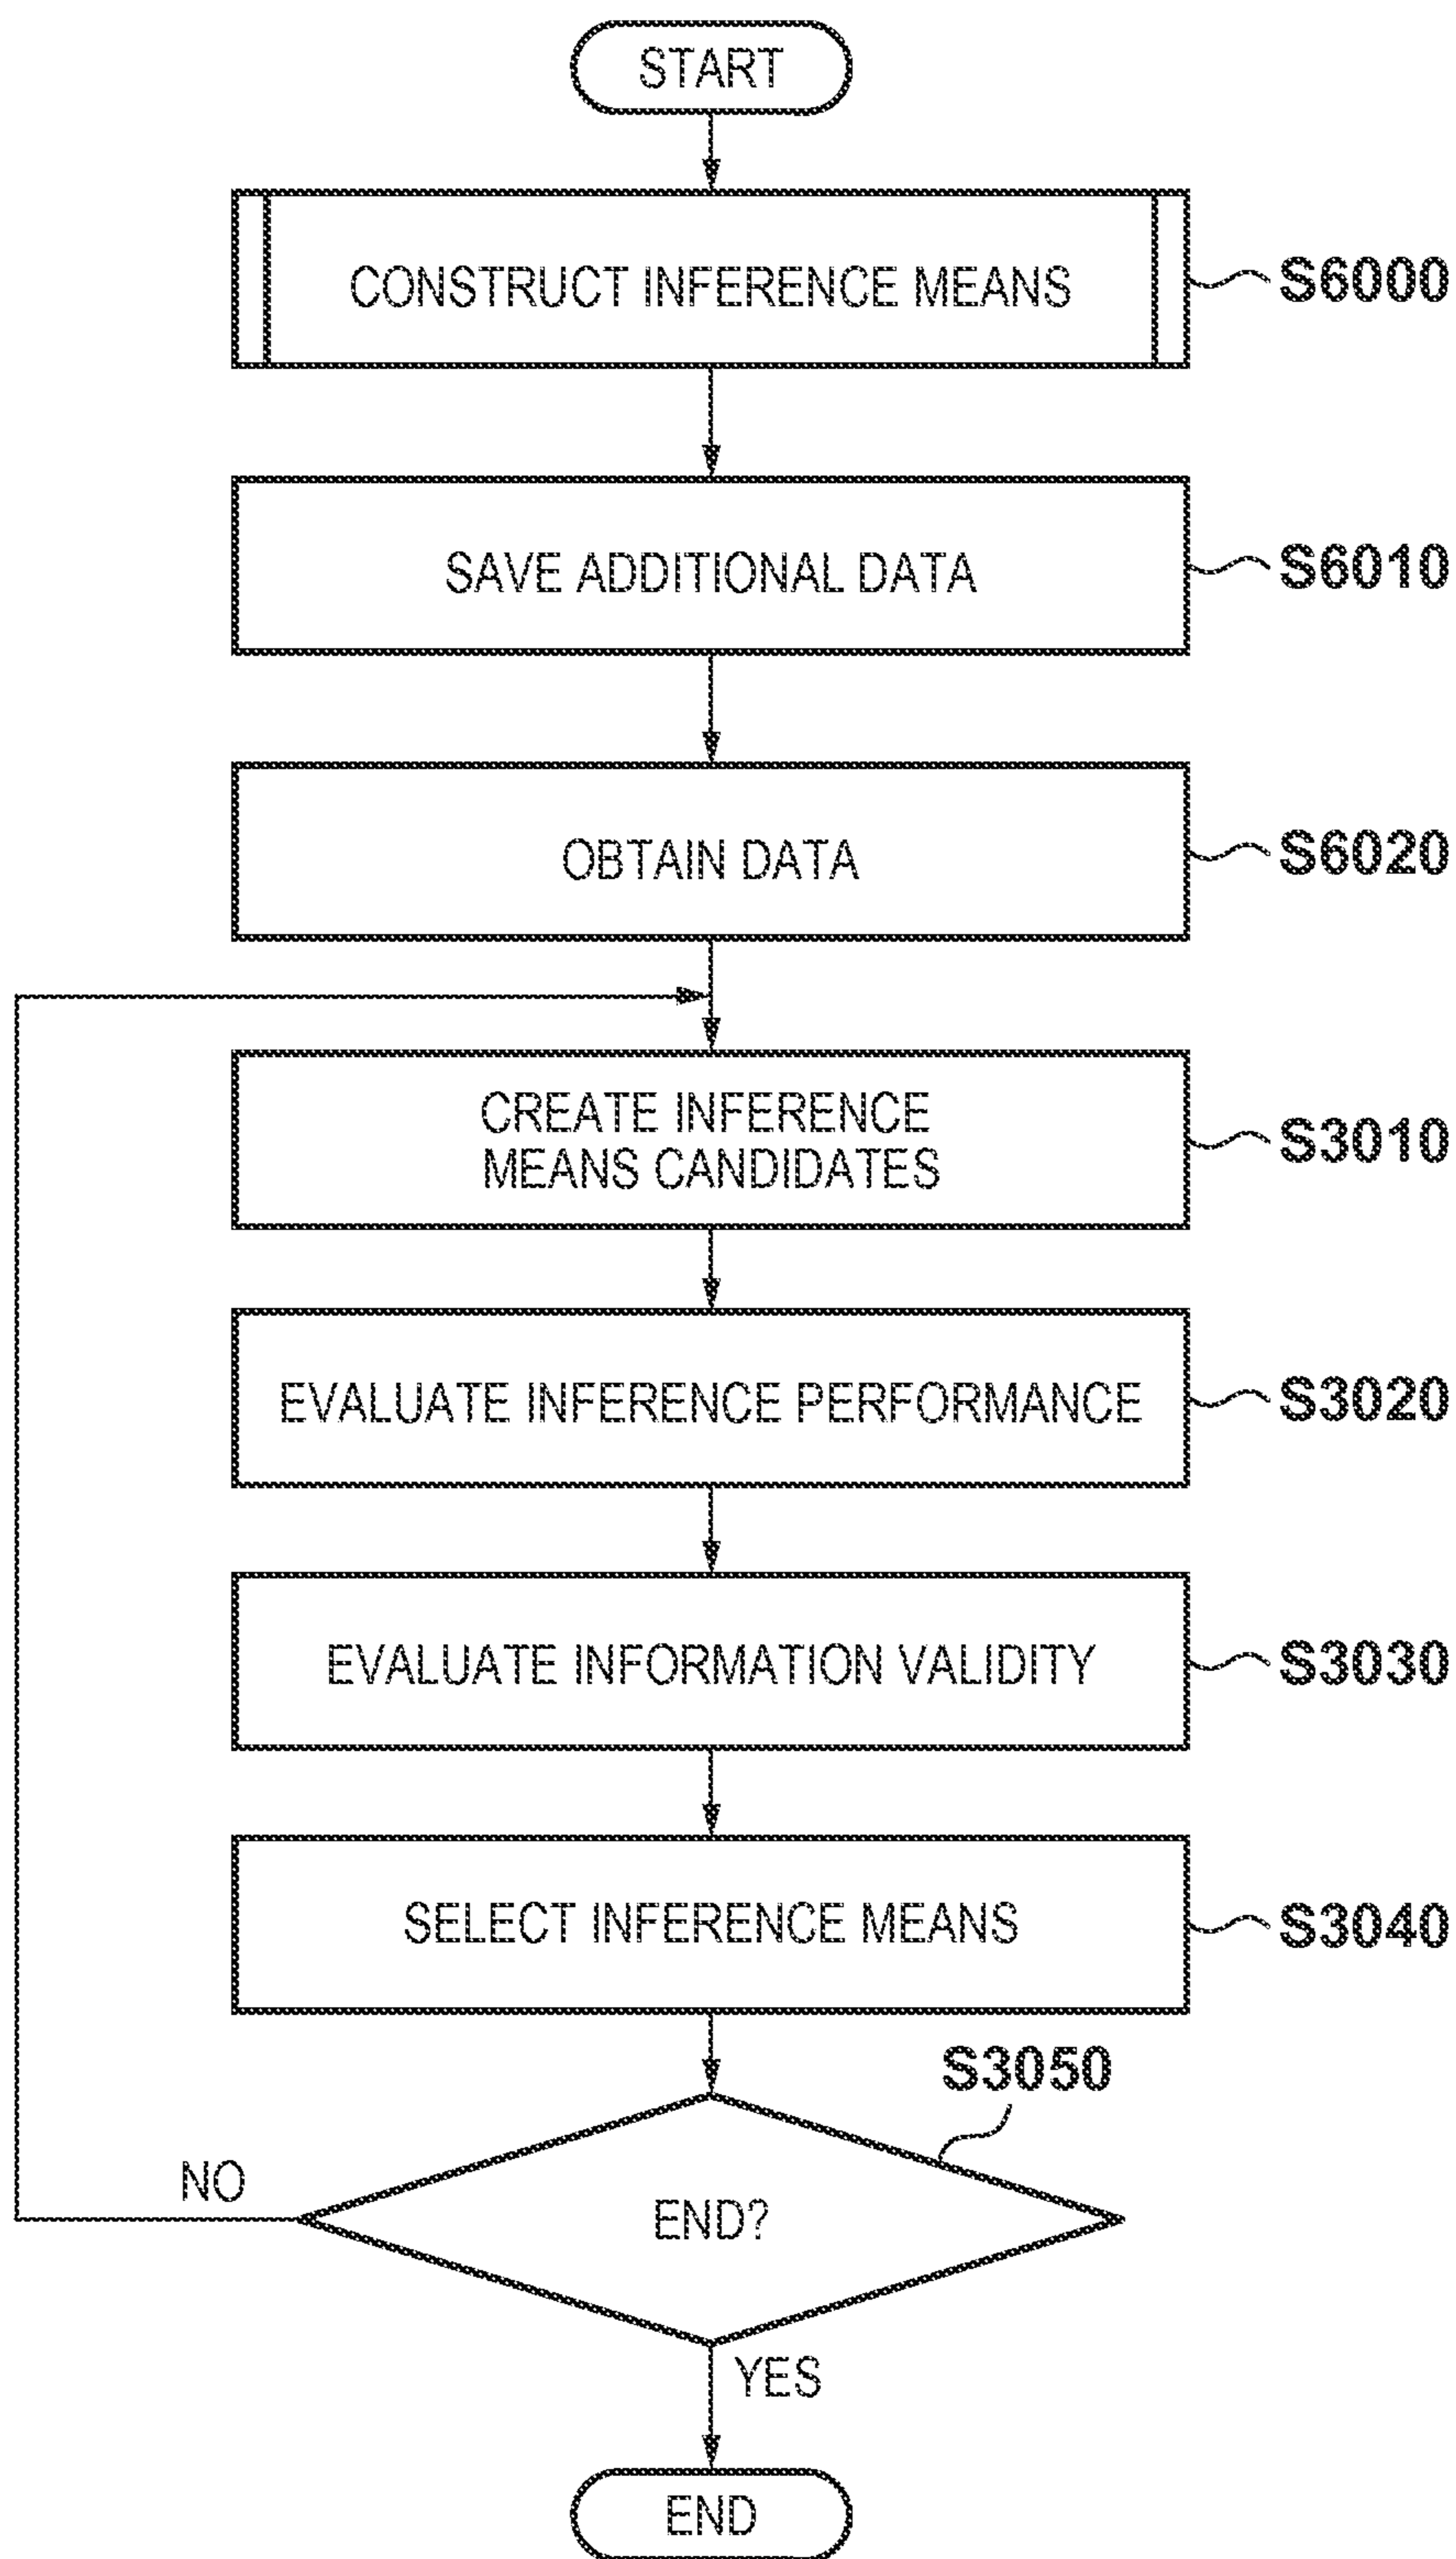 START
CONSTRUCT INFERENCE MEANS
S6000
SAVE ADDITIONAL DATA
S6010
OBTAIN DATA
S6020
CREATE INFERENCE
MEANS CANDIDATES
S3010
EVALUATE INFERENCE PERFORMANCE
S3020
EVALUATE INFORMATION VALIDITY
S3030
SELECT INFERENCE MEANS
S3040
S3050
NO
END?
YES
END